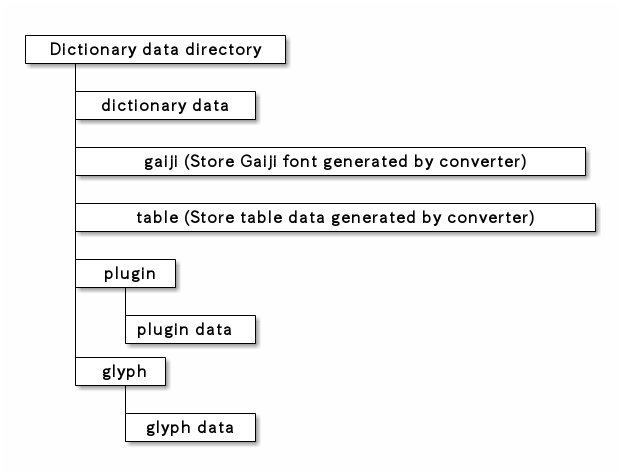 Dictionary data directory
dictionary data
gaiji (Store Gaiji font generated by converter)
table (Store table data generated by converter)
plugin
plugin data
glyph
glyph data